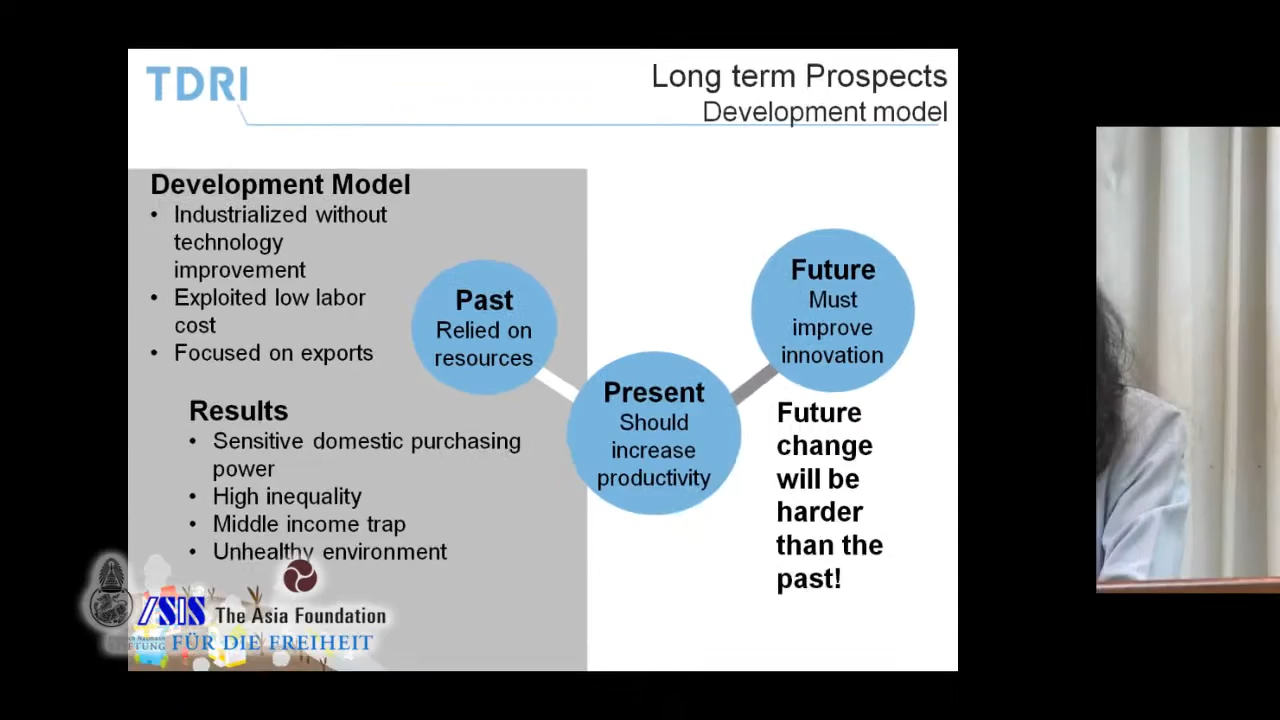 TDRI
Long term Prospects
Development model
Development Model
• Industrialized without
technology
improvement
• Exploited low labor
cost
• Focused on exports
Results
• Sensitive domestic purchasing
power
• High inequality
• Middle income trap
• Unhealthy environment
Past
Relied on
resources
Present
Should
increase
productivity
Future
Must
improve
innovation
Future
change
will be
harder
than the
past!
ISIS The Asia Foundation
STIFTUNG FÜR DIE FREIHEIT